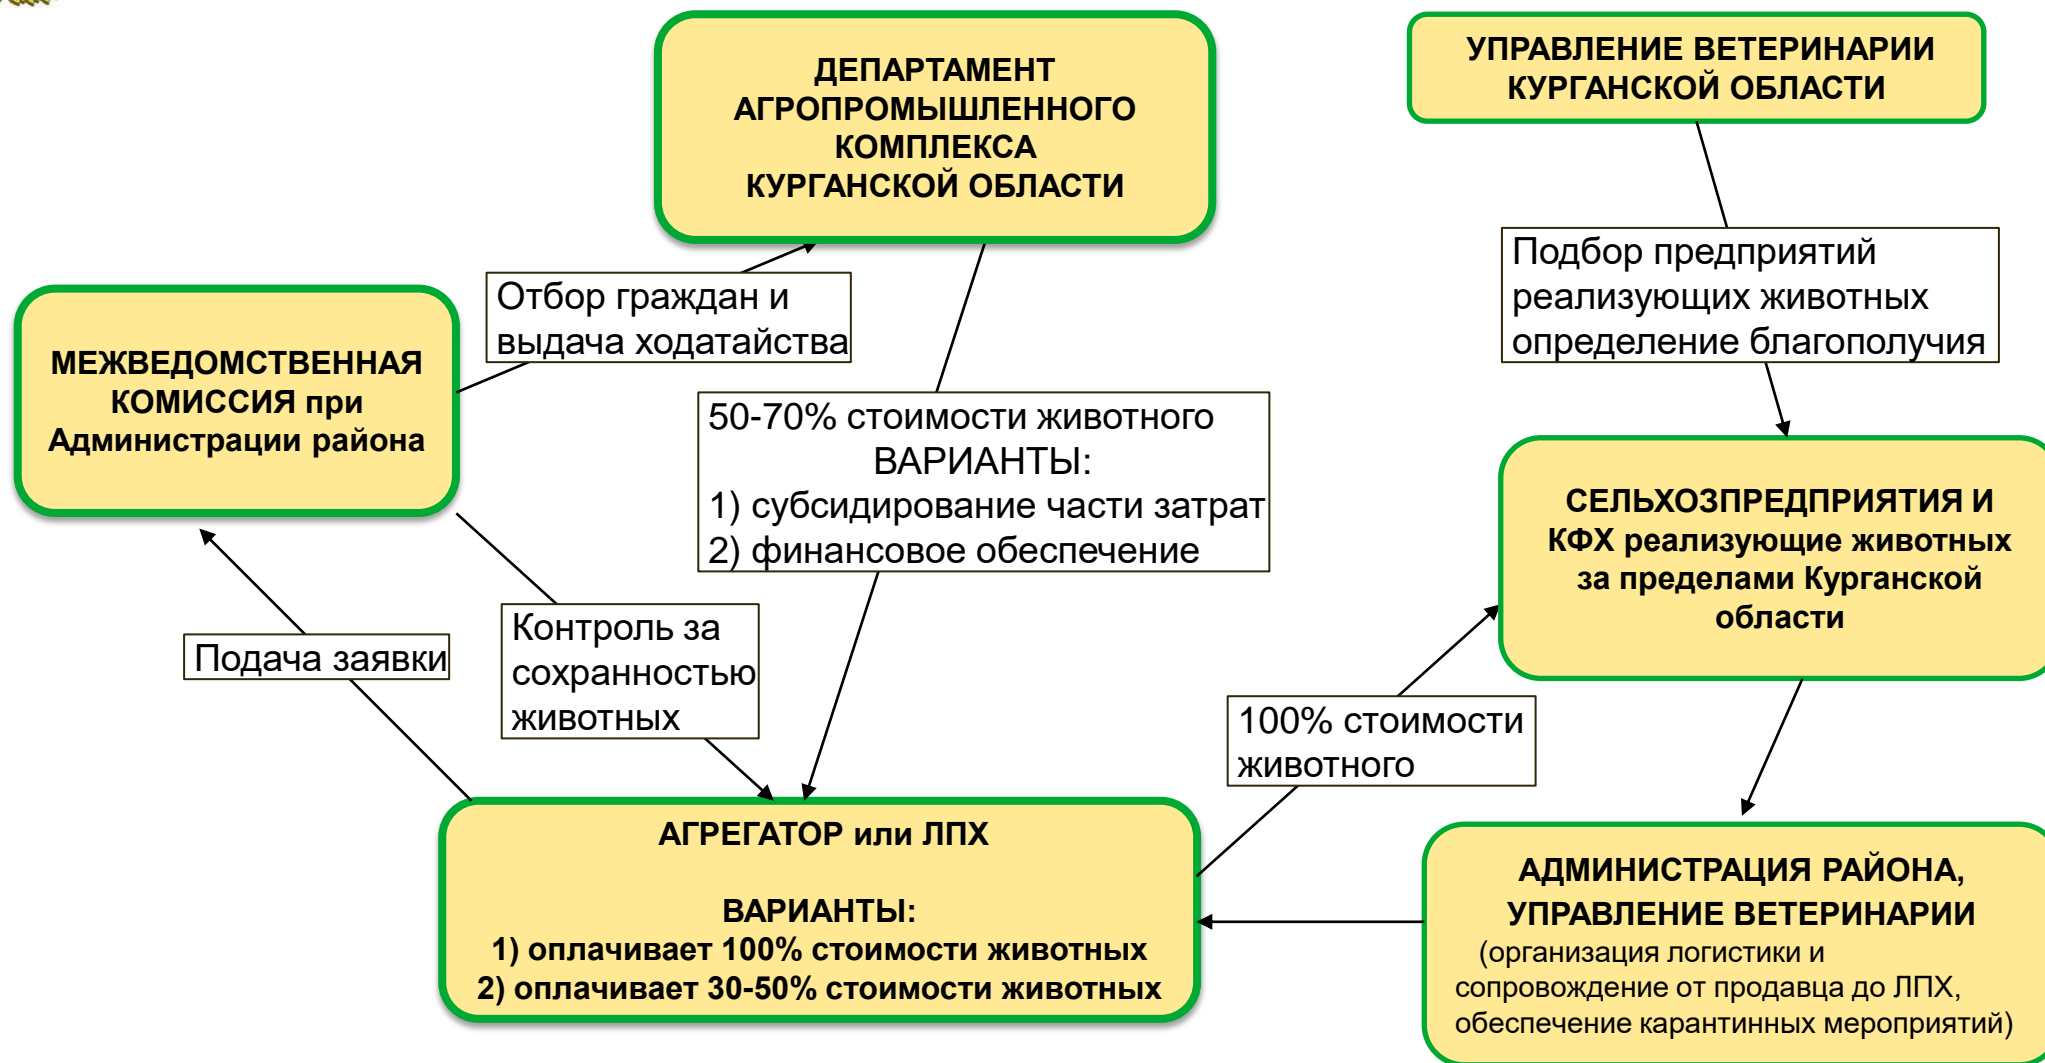 ДЕПАРТАМЕНТ
АГРОПРОМЫШЛЕННОГО
КОМПЛЕКСА
КУРГАНСКОЙ ОБЛАСТИ
УПРАВЛЕНИЕ ВЕТЕРИНАРИИ
КУРГАНСКОЙ ОБЛАСТИ
Отбор граждан и
выдача ходатайства
Подбор предприятий
реализующих животных
определение благополучия
МЕЖВЕДОМСТВЕННАЯ
КОМИССИЯ при
Администрации района
50-70% стоимости животного
ВАРИАНТЫ:
1) субсидирование части затрат
2) финансовое обеспечение
СЕЛЬХОЗПРЕДПРИЯТИЯ И
КФХ реализующие животных
за пределами Курганской
области
Подача заявки
Контроль за
сохранностью
животных
100% стоимости
животного
АГРЕГАТОР или ЛПХ
ВАРИАНТЫ:
1) оплачивает 100% стоимости животных
2) оплачивает 30-50% стоимости животных
АДМИНИСТРАЦИЯ РАЙОНА,
УПРАВЛЕНИЕ ВЕТЕРИНАРИИ
(организация логистики и
сопровождение от продавца до ЛПХ,
обеспечение карантинных мероприятий)